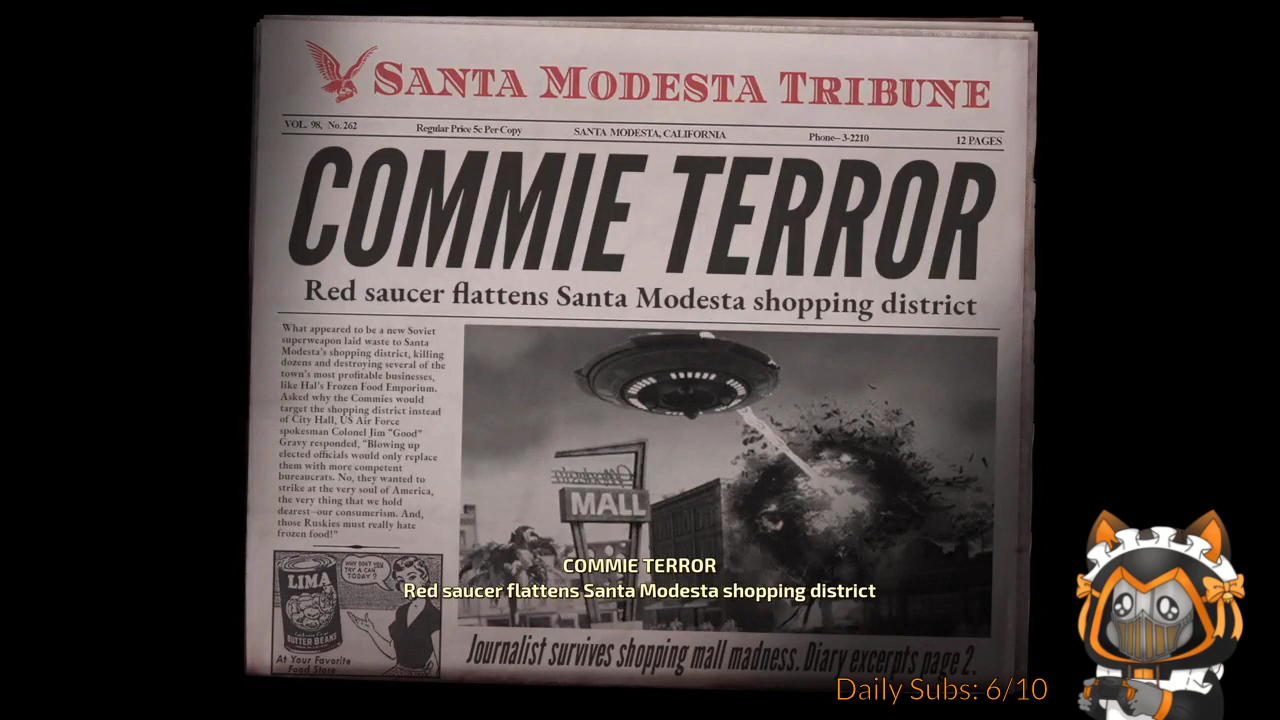 SANTA MODESTA TRIBUNE
VOL. 98, No. 262
Regular Price 5c Per Copy
SANTA MODESTA, CALIFORNIA
Phone—3-2210
12 PAGES
COMMIE TERROR
Red saucer flattens Santa Modesta shopping district
What appeared to be a new Soviet
superweapon laid waste to Santa
Modesta's shopping district, killing
dozens and destroying several of the
town's most profitable businesses,
like Hal's Frozen Food Emporium.
Asked why the Commies would
target the shopping district instead
of City Hall, US Air Force
spokesman Colonel Jim "Good"
Gravy responded, "Blowing up
elected officials would only replace
them with more competent
bureaucrats. No, they wanted to
strike at the very soul of America,
the very thing that we hold
dearest—our consumerism. And,
those Ruskies must really hate
frozen food!"
MALL
LIMA
BUTTER BEANS
WHY DON'T YOU
TRY A CAN
TODAY?
At Your Favorite
Food Store
COMMIE TERROR
Red saucer flattens Santa Modesta shopping district
Journalist survives shopping mall madness. Diary excerpts page 2.
Daily Subs: 6/10